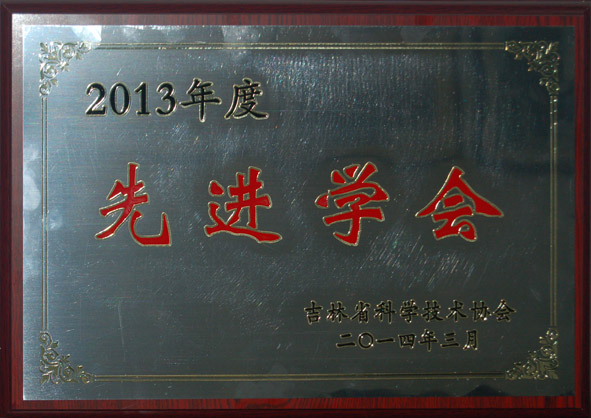 2013年度
先进学会
吉林省科学技术协会
二〇一四年三月